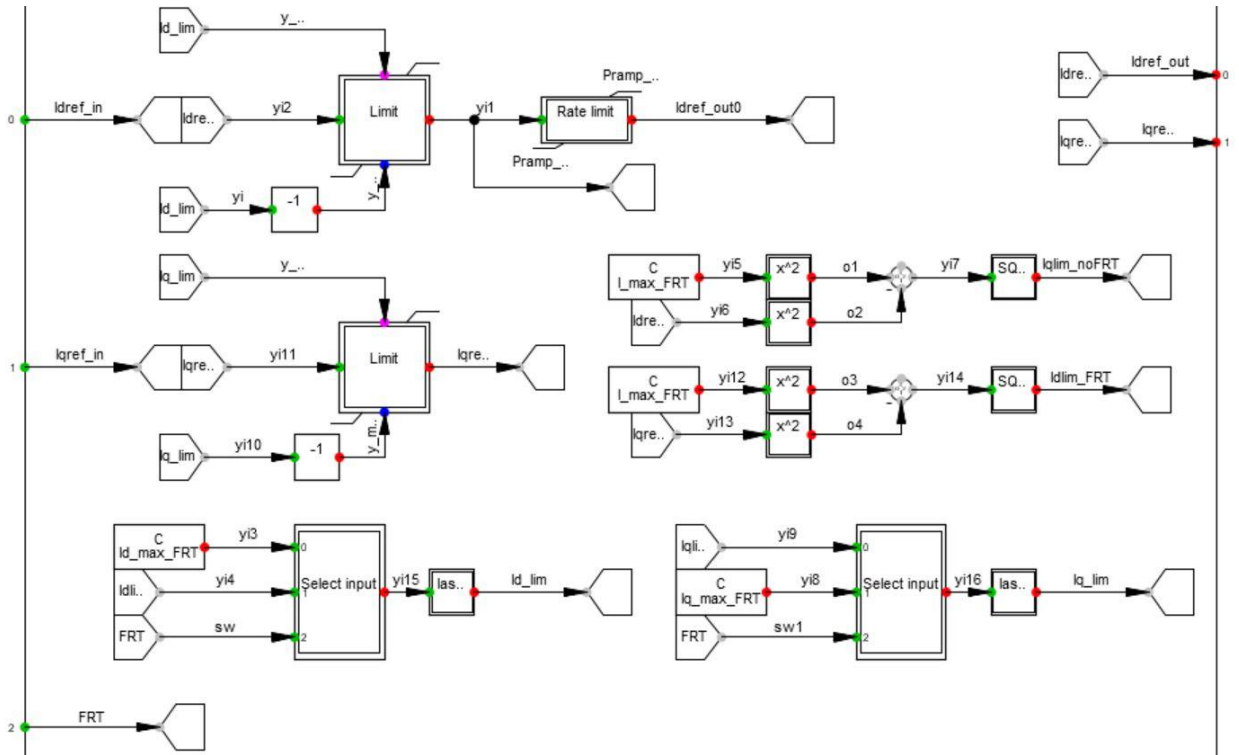 Id_lim
y_..
Pramp_..
Idref_out
0
Idre..
0
Idref_in
Idre..
yi2
Limit
yi1
Rate limit
Idref_out0
Iqre..
Iqre..
1
Pramp_..
Id_lim
yi
-1
y_..
Iq_lim
y_..
C
I_max_FRT
yi5
x^2
o1
yi7
SQ..
Iqlim_noFRT
-
Idre..
yi6
x^2
o2
1
Iqref_in
Iqre..
yi11
Limit
Iqre..
C
I_max_FRT
yi12
x^2
o3
yi14
SQ..
Idlim_FRT
-
Iqre..
yi13
x^2
o4
Iq_lim
yi10
-1
y_m..
C
Id_max_FRT
yi3
0
Idli..
yi4
1
Select input
yi15
las..
Id_lim
FRT
sw
2
Iqli..
yi9
0
C
Iq_max_FRT
yi8
1
Select input
yi16
las..
Iq_lim
FRT
sw1
2
2
FRT